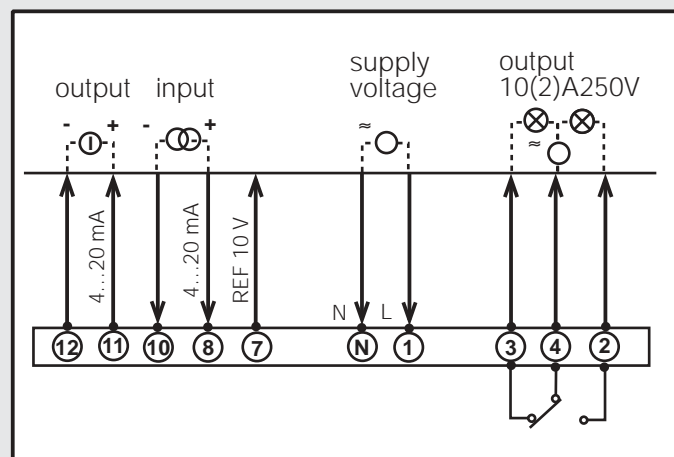 output
input
supply
voltage
output
10(2)A250V
- +
- +
≈
≈
I
4...20 mA
4...20 mA
REF 10 V
N L
12 11 10 8 7 N 1 3 4 2